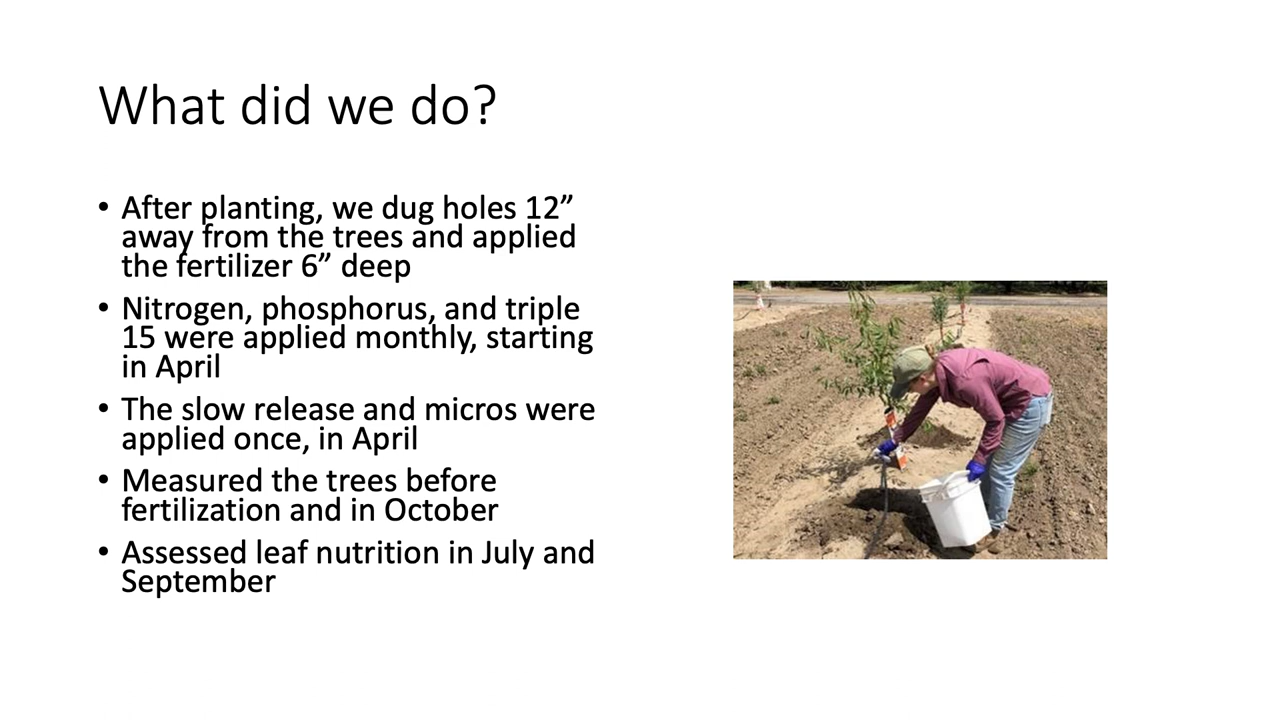 What did we do?
• After planting, we dug holes 12”
away from the trees and applied
the fertilizer 6” deep
• Nitrogen, phosphorus, and triple
15 were applied monthly, starting
in April
• The slow release and micros were
applied once, in April
• Measured the trees before
fertilization and in October
• Assessed leaf nutrition in July and
September